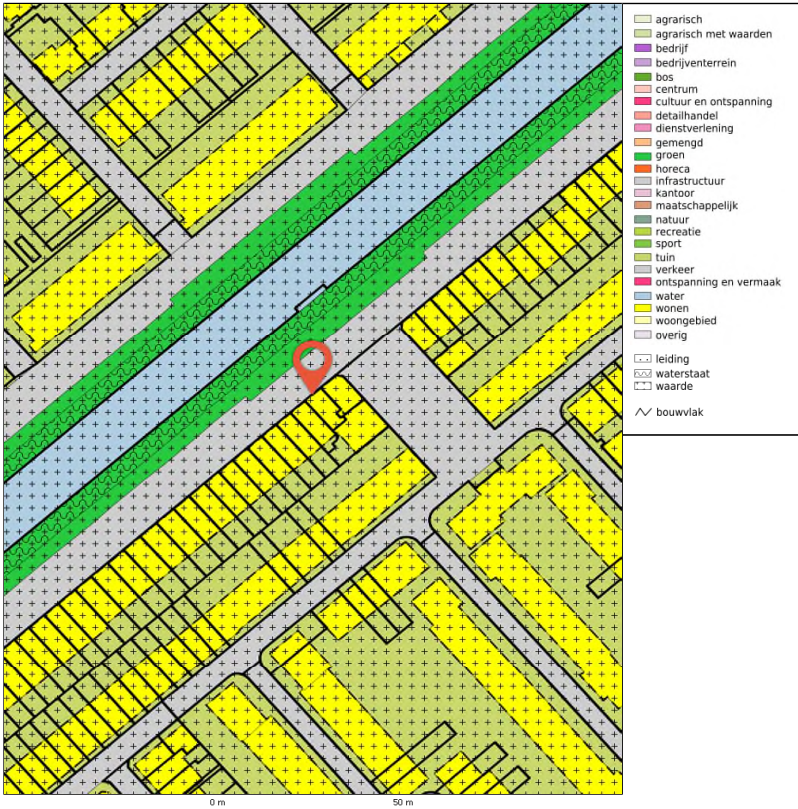 agrarisch
agrarisch met waarden
bedrijf
bedrijventerrein
bos
centrum
cultuur en ontspanning
detailhandel
dienstverlening
gemengd
groen
horeca
infrastructuur
kantoor
maatschappelijk
natuur
recreatie
sport
tuin
verkeer
ontspanning en vermaak
water
wonen
woongebied
overig
leiding
waterstaat
waarde
bouwvlak
0 m 50 m